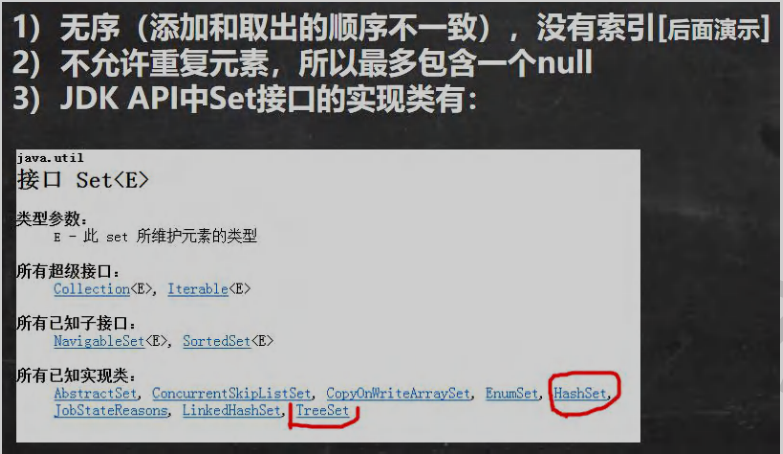 1）无序（添加和取出的顺序不一致），没有索引[后面演示]
2）不允许重复元素，所以最多包含一个null
3）JDK API中Set接口的实现类有：
java.util
接口 Set<E>
类型参数：
E - 此 set 所维护元素的类型
所有超级接口：
Collection<E>, Iterable<E>
所有已知子接口：
NavigableSet<E>, SortedSet<E>
所有已知实现类：
AbstractSet, ConcurrentSkipListSet, CopyOnWriteArraySet, EnumSet, HashSet,
JobStateReasons, LinkedHashSet, TreeSet